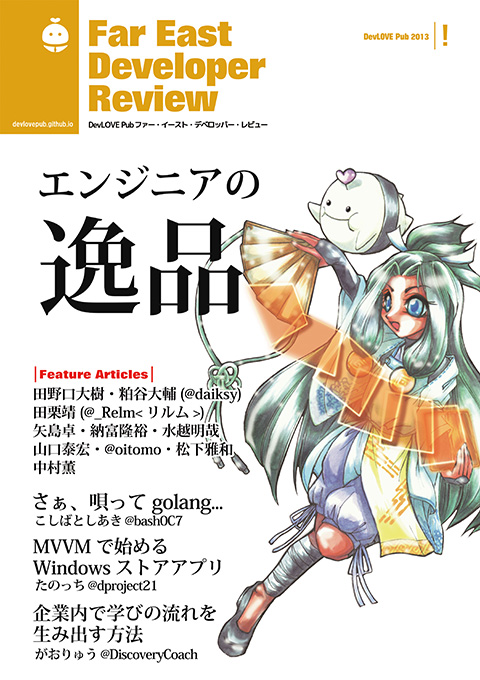 Far East
Developer
Review
DevLOVE Pub 2013
!
devlovepub.github.io
DevLOVE Pub ファー・イースト・デベロッパー・レビュー
エンジニアの
逸品
Feature Articles
田野口大樹・粕谷大輔 (@daiksy)
田栗靖 (@_Relm< リルム >)
矢島卓・納富隆裕・水越明哉
山口泰宏・@oitomo・松下雅和
中村薫
さぁ、唄って golang...
こしばとしあき @bash0C7
MVVM で始める
Windows ストアアプリ
たのっち @dproject21
企業内で学びの流れを
生み出す方法
がおりゅう @DiscoveryCoach